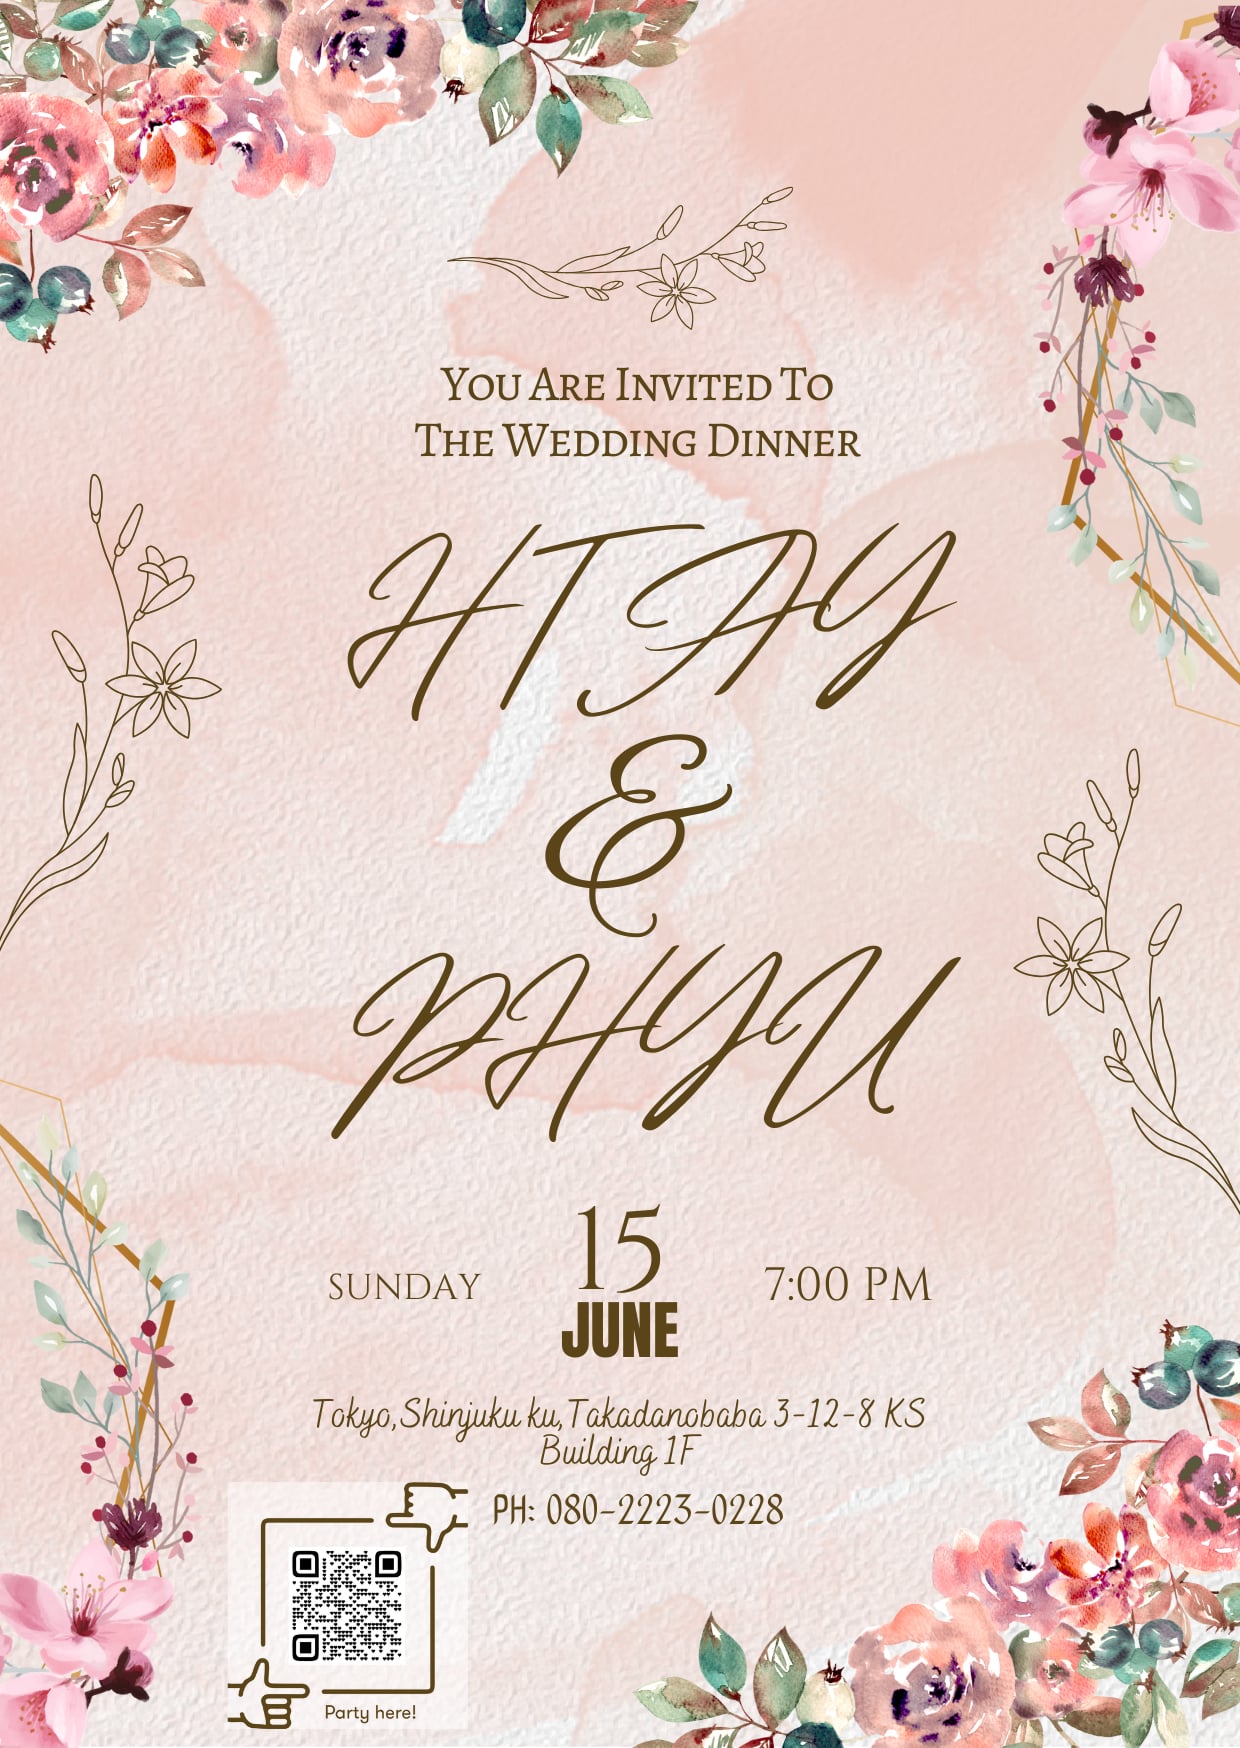 You Are Invited To
The Wedding Dinner
HTAY
&
PHYU
SUNDAY
15
JUNE
7:00 PM
Tokyo,Shinjuku ku,Takadanobaba 3-12-8 KS
Building 1F
PH: 080-2223-0228
Party here!